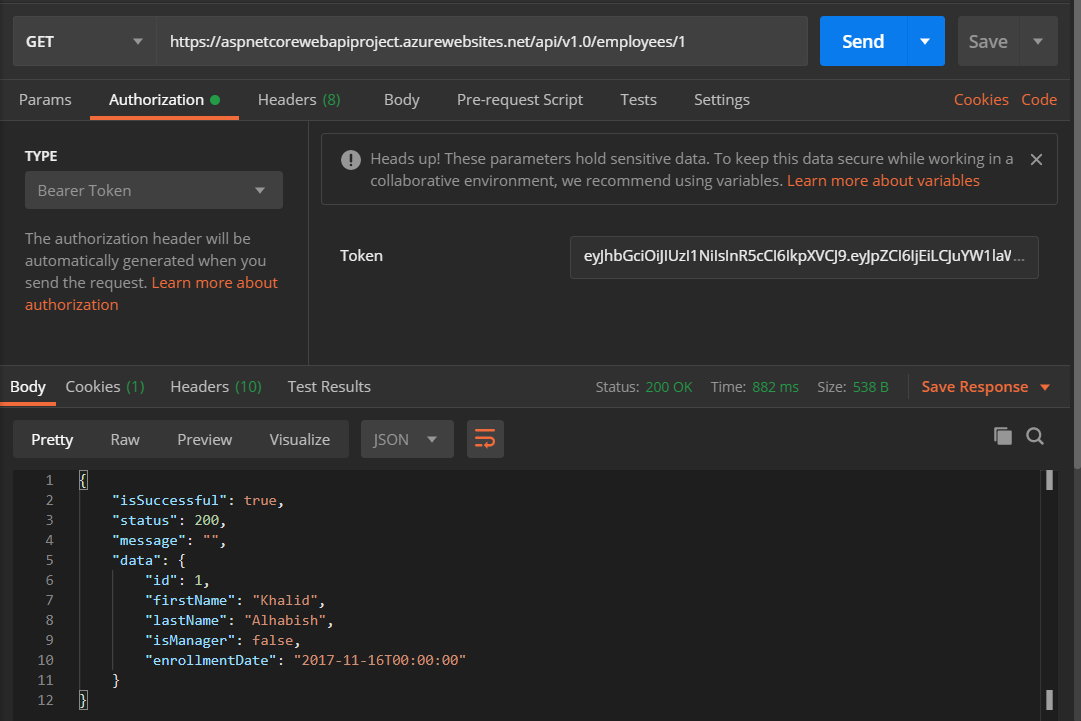 GET https://aspnetcorewebapiproject.azurewebsites.net/api/v1.0/employees/1 Send Save
Params Authorization Headers (8) Body Pre-request Script Tests Settings Cookies Code
TYPE
Bearer Token
The authorization header will be
automatically generated when you
send the request. Learn more about
authorization
Heads up! These parameters hold sensitive data. To keep this data secure while working in a
collaborative environment, we recommend using variables. Learn more about variables
Token
Body Cookies (1) Headers (10) Test Results Status: 200 OK Time: 882 ms Size: 538 B Save Response
Pretty Raw Preview Visualize JSON
1 {
2 "isSuccessful": true,
3 "status": 200,
4 "message": "",
5 "data": {
6 "id": 1,
7 "firstName": "Khalid",
8 "lastName": "Alhabish",
9 "isManager": false,
10 "enrollmentDate": "2017-11-16T00:00:00"
11 }
12 }